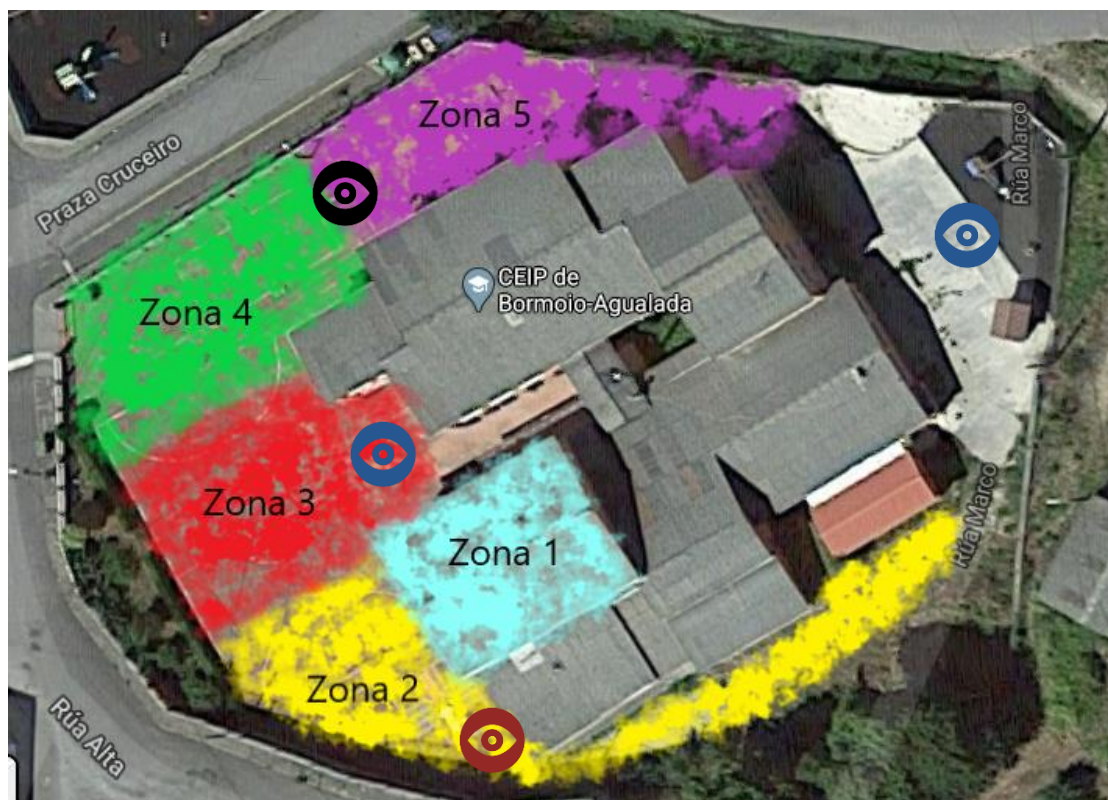 Zona 5
Praza Cruceiro
Rúa Marco
Zona 4
CEIP de
Bormoio-Agualada
Zona 3
Zona 1
Rúa Marco
Zona 2
Rúa Alta